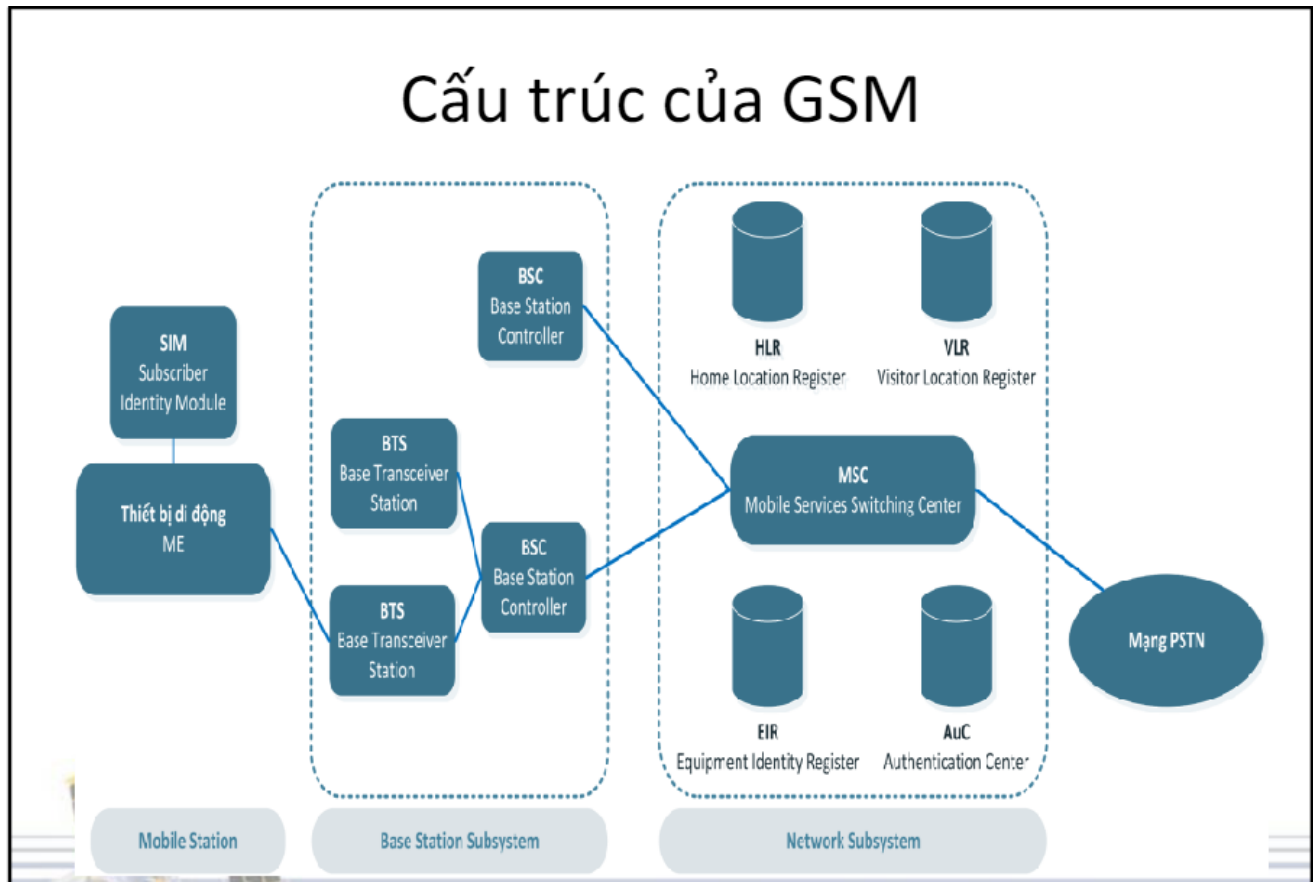 Cấu trúc của GSM
SIM
Subscriber
Identity Module
Thiết bị di động
ME
BSC
Base Station
Controller
BTS
Base Transceiver
Station
BTS
Base Transceiver
Station
BSC
Base Station
Controller
HLR
Home Location Register
VLR
Visitor Location Register
MSC
Mobile Services Switching Center
EIR
Equipment Identity Register
AuC
Authentication Center
Mạng PSTN
Mobile Station
Base Station Subsystem
Network Subsystem